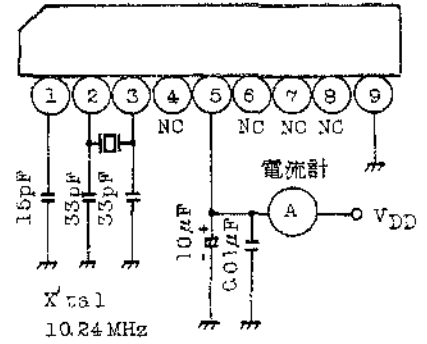 1 2 3 4 5 6 7 8 9
NC NC NC NC
電流計
A
VDD
15pF
33pF
33pF
10μF
+
-
0.01μF
X'tal
10.24MHz